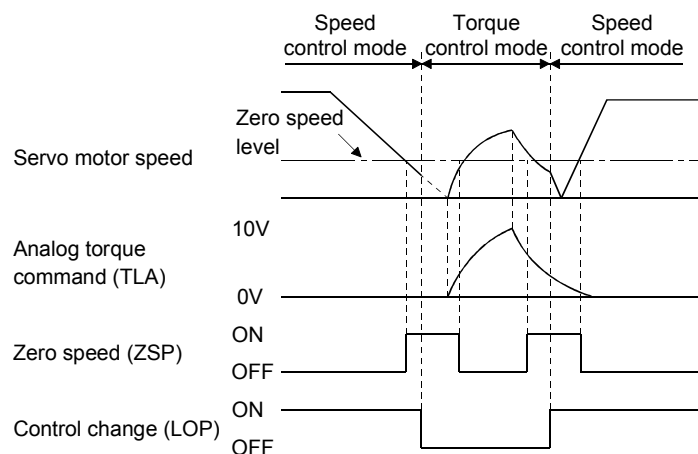 Speed
control mode
Torque
control mode
Speed
control mode
Zero speed
level
Servo motor speed
10V
Analog torque
command (TLA)
0V
ON
Zero speed (ZSP)
OFF
ON
Control change (LOP)
OFF